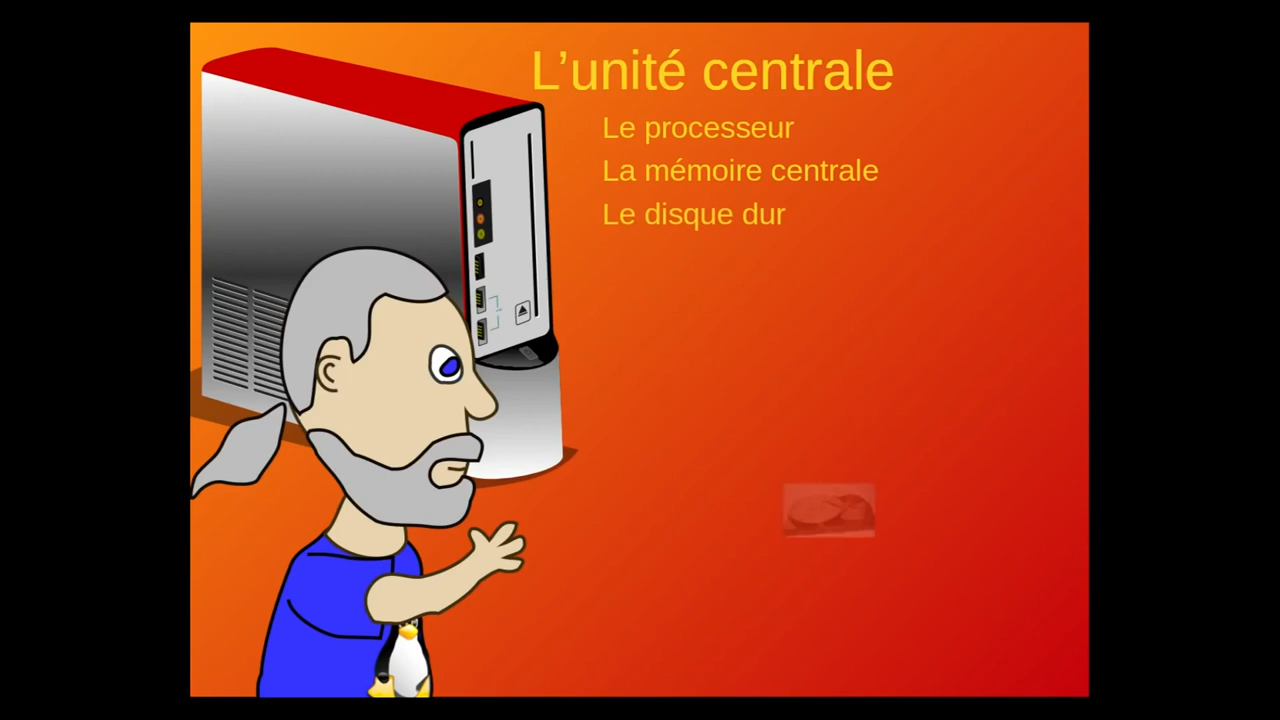 L’unité centrale
Le processeur
La mémoire centrale
Le disque dur